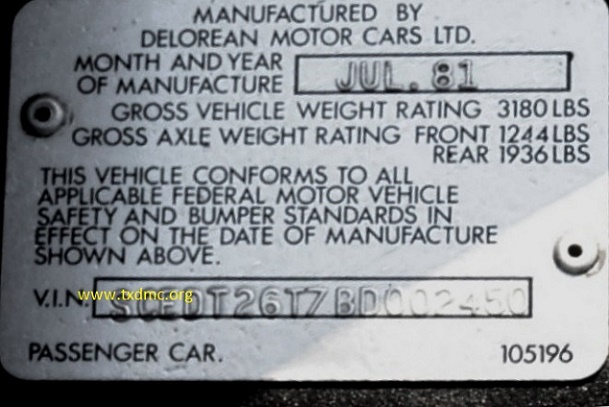 MANUFACTURED BY
DELOREAN MOTOR CARS LTD.
MONTH AND YEAR
OF MANUFACTURE JUL. 81
GROSS VEHICLE WEIGHT RATING 3180 LBS
GROSS AXLE WEIGHT RATING FRONT 1244 LBS
REAR 1936 LBS
THIS VEHICLE CONFORMS TO ALL
APPLICABLE FEDERAL MOTOR VEHICLE
SAFETY AND BUMPER STANDARDS IN
EFFECT ON THE DATE OF MANUFACTURE
SHOWN ABOVE.
www.txdmc.org
V.I.N. SCEDT26T7BD002450
PASSENGER CAR. 105196